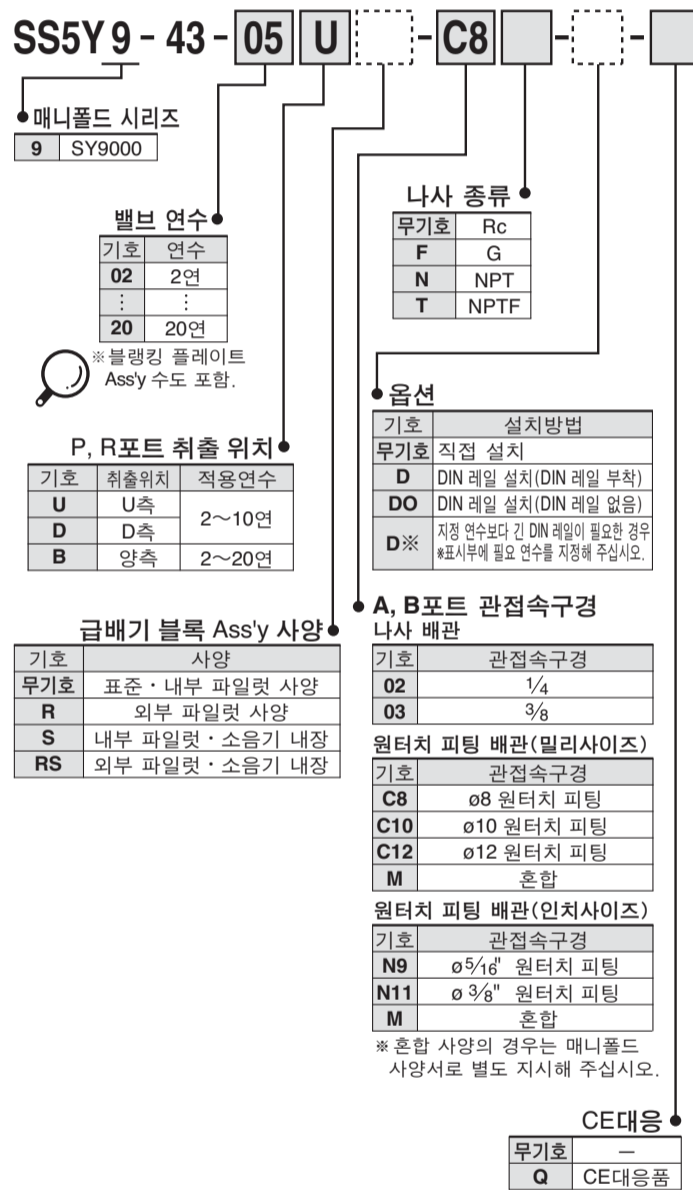 SS5Y 9 - 43 - 05 U - C8 - -
매니폴드 시리즈
9 SY9000
밸브 연수
기호 연수
02 2연
⋮ ⋮
20 20연
※블랭킹 플레이트
Ass'y 수도 포함.
P, R포트 취출 위치
기호 취출위치 적용연수
U U측 2～10연
D D측
B 양측 2～20연
급배기 블록 Ass'y 사양
기호 사양
무기호 표준・내부 파일럿 사양
R 외부 파일럿 사양
S 내부 파일럿・소음기 내장
RS 외부 파일럿・소음기 내장
나사 종류
무기호 Rc
F G
N NPT
T NPTF
옵션
기호 설치방법
무기호 직접 설치
D DIN 레일 설치(DIN 레일 부착)
DO DIN 레일 설치(DIN 레일 없음)
D※ 지정 연수보다 긴 DIN 레일이 필요한 경우
※표시부에 필요 연수를 지정해 주십시오.
A, B포트 관접속구경
나사 배관
기호 관접속구경
02 1/4
03 3/8
원터치 피팅 배관(밀리사이즈)
기호 관접속구경
C8 ø8 원터치 피팅
C10 ø10 원터치 피팅
C12 ø12 원터치 피팅
M 혼합
원터치 피팅 배관(인치사이즈)
기호 관접속구경
N9 ø5/16" 원터치 피팅
N11 ø 3/8" 원터치 피팅
M 혼합
※혼합 사양의 경우는 매니폴드
사양서로 별도 지시해 주십시오.
CE대응
무기호 —
Q CE대응품